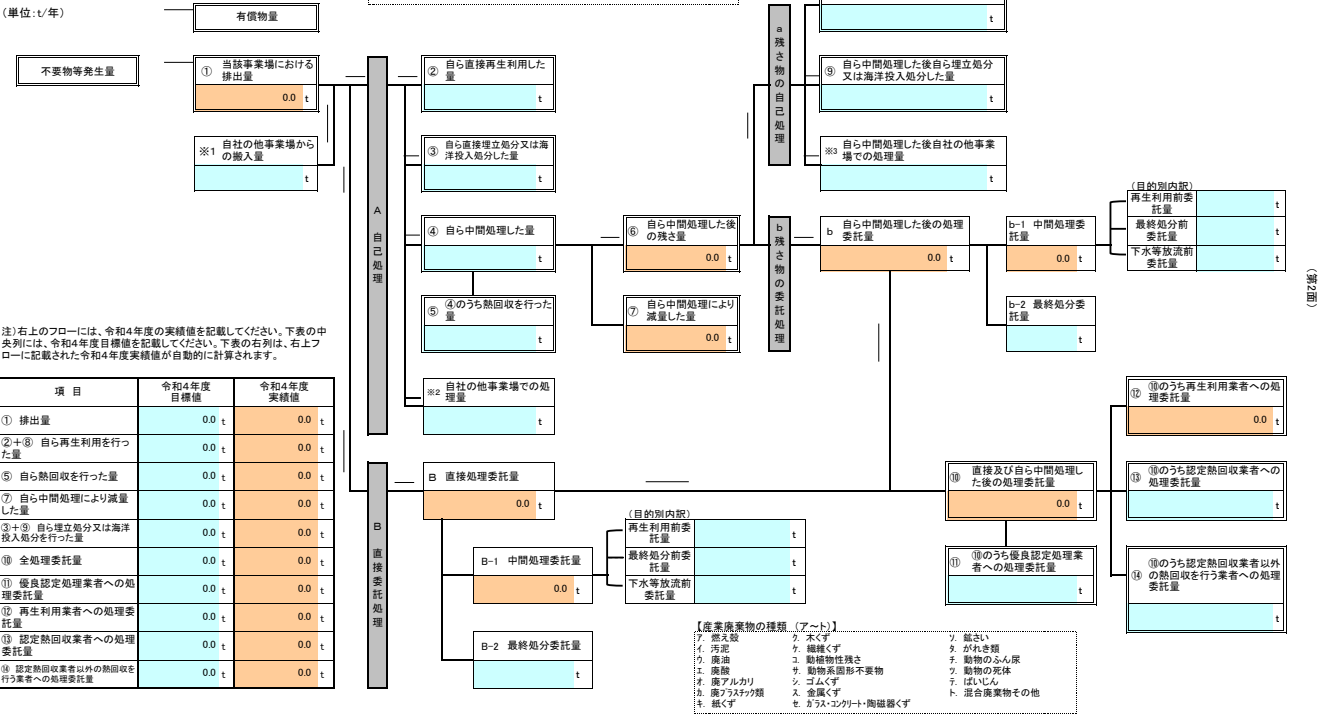 (単位:t/年)
有償物量
t
不要物等発生量
① 当該事業場における
排出量
0.0 t
※1 自社の他事業場から
の搬入量
t
A 自己処理
② 自ら直接再生利用した
量
t
③ 自ら直接埋立処分又は海
洋投入処分した量
t
④ 自ら中間処理した量
t
⑤ ④のうち熱回収を行った
量
t
※2 自社の他事業場での処
理量
t
⑥ 自ら中間処理した後
の残さ量
0.0 t
⑦ 自ら中間処理により
減量した量
0.0 t
a 残さ物の自己処理
⑨ 自ら中間処理した後自ら埋立処分
又は海洋投入処分した量
t
※3 自ら中間処理した後自社の他事業
場での処理量
t
b 残さ物の委託処理
b 自ら中間処理した後の処理
委託量
0.0 t
b-1 中間処理委
託量
0.0 t
b-2 最終処分委
託量
t
(目的別内訳)
再生利用前委
託量
t
最終処分前
委託量
t
下水等放流前
委託量
t
(第2面)
注)右上のフローには、令和4年度の実績値を記載してください。下表の中
央列には、令和4年度目標値を記載してください。下表の右列は、右上フ
ローに記載された令和4年度実績値が自動的に計算されます。
項 目 令和4年度
目標値 令和4年度
実績値
① 排出量 0.0 t 0.0 t
②+⑧ 自ら再生利用を行っ
た量 0.0 t 0.0 t
⑤ 自ら熱回収を行った量 0.0 t 0.0 t
⑦ 自ら中間処理により減量
した量 0.0 t 0.0 t
③+⑨ 自ら埋立処分又は海洋
投入処分を行った量 0.0 t 0.0 t
⑩ 全処理委託量 0.0 t 0.0 t
⑪ 優良認定処理業者への処
理委託量 0.0 t 0.0 t
⑫ 再生利用業者への処理委
託量 0.0 t 0.0 t
⑬ 認定熱回収業者への処理
委託量 0.0 t 0.0 t
⑭ 認定熱回収業者以外の熱回収を
行う業者への処理委託量 0.0 t 0.0 t
B 直接委託処理
B 直接処理委託量
0.0 t
B-1 中間処理委託量
0.0 t
B-2 最終処分委託量
t
(目的別内訳)
再生利用前委
託量
t
最終処分前委
託量
t
下水等放流前
委託量
t
⑩ 直接及び自ら中間処理し
た後の処理委託量
0.0 t
⑪ ⑩のうち優良認定処理業
者への処理委託量
t
⑫ ⑩のうち再生利用業者への処
理委託量
0.0 t
⑬ ⑩のうち認定熱回収業者への
処理委託量
t
⑭ ⑩のうち認定熱回収業者以外
の熱回収を行う業者への処理
委託量
t
【産業廃棄物の種類 (ア~ト)】
ア. 燃え殻 ク. 木くず ソ. 鉱さい
イ. 汚泥 ケ. 繊維くず タ. がれき類
ウ. 廃油 コ. 動植物性残さ チ. 動物のふん尿
エ. 廃酸 サ. 動物系固形不要物 ツ. 動物の死体
オ. 廃アルカリ シ. ゴムくず テ. ばいじん
カ. 廃プラスチック類 ス. 金属くず ト. 混合廃棄物その他
キ. 紙くず セ. ガラス・コンクリート・陶磁器くず